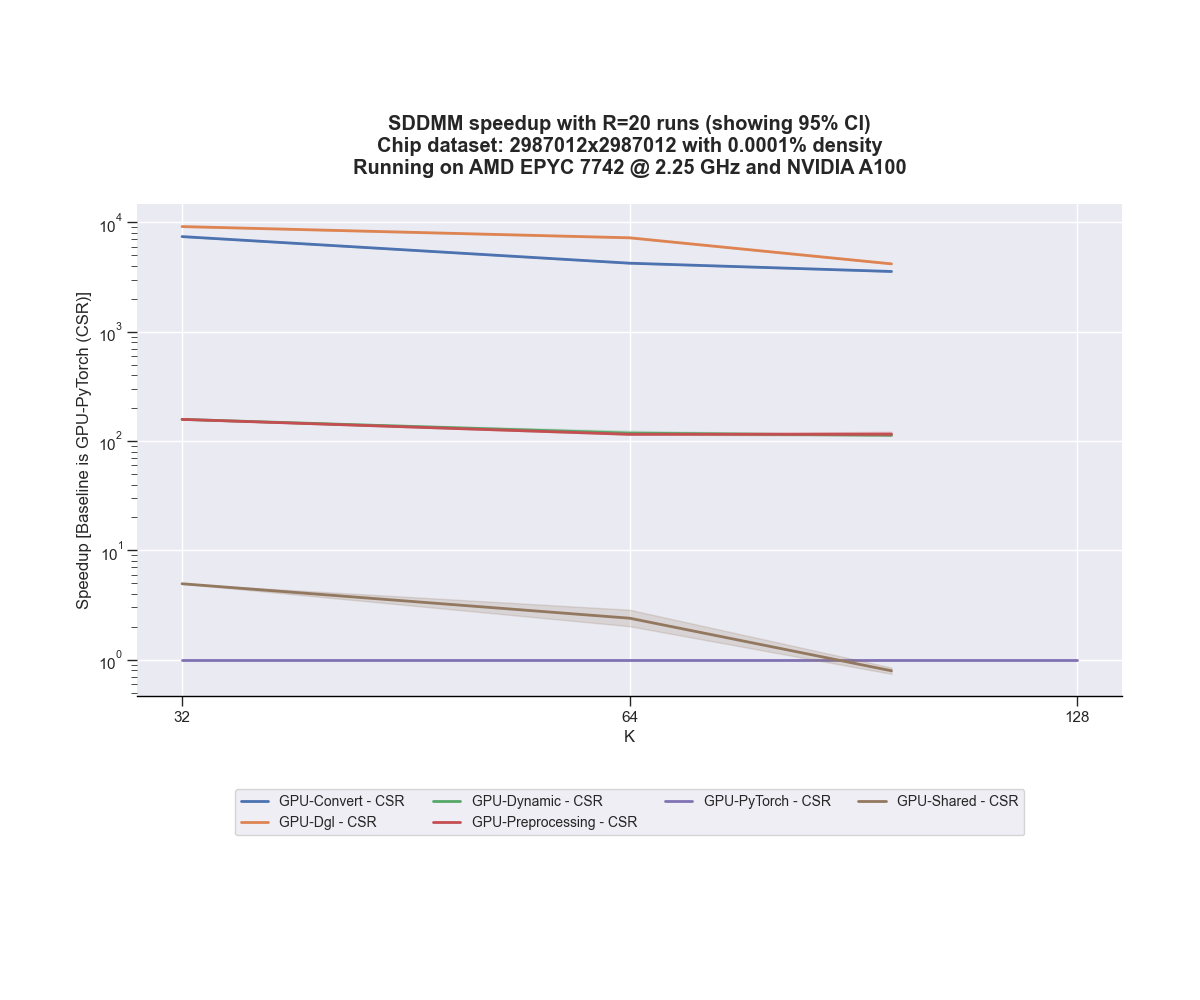 SDDMM speedup with R=20 runs (showing 95% CI)
Chip dataset: 2987012x2987012 with 0.0001% density
Running on AMD EPYC 7742 @ 2.25 GHz and NVIDIA A100
Speedup [Baseline is GPU-PyTorch (CSR)]
10^4
10^3
10^2
10^1
10^0
32 64 128
K
GPU-Convert - CSR GPU-Dynamic - CSR GPU-PyTorch - CSR GPU-Shared - CSR
GPU-Dgl - CSR GPU-Preprocessing - CSR